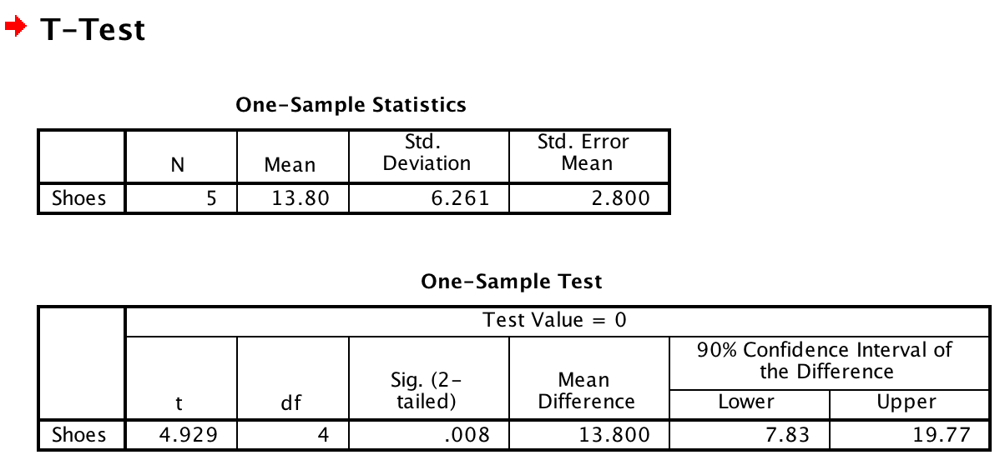 T-Test
One-Sample Statistics
N Mean Std. Deviation Std. Error Mean
Shoes 5 13.80 6.261 2.800
One-Sample Test
Test Value = 0
t df Sig. (2-tailed) Mean Difference 90% Confidence Interval of the Difference
Lower Upper
Shoes 4.929 4 .008 13.800 7.83 19.77